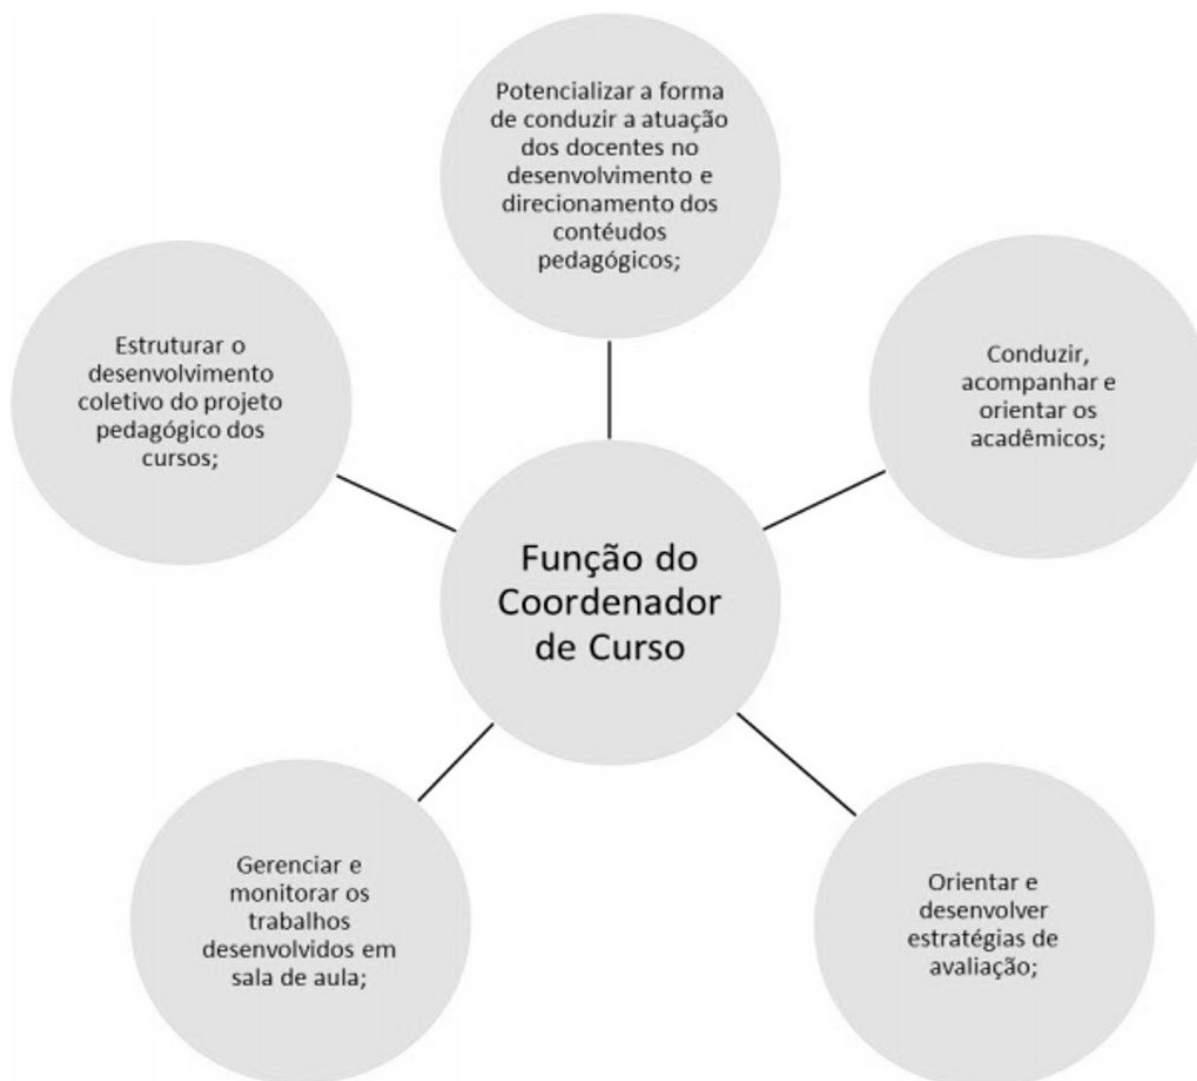 Potencializar a forma
de conduzir a atuação
dos docentes no
desenvolvimento e
direcionamento dos
contéudos
pedagógicos;
Estruturar o
desenvolvimento
coletivo do projeto
pedagógico dos
cursos;
Conduzir,
acompanhar e
orientar os
acadêmicos;
Função do
Coordenador
de Curso
Gerenciar e
monitorar os
trabalhos
desenvolvidos em
sala de aula;
Orientar e
desenvolver
estratégias de
avaliação;